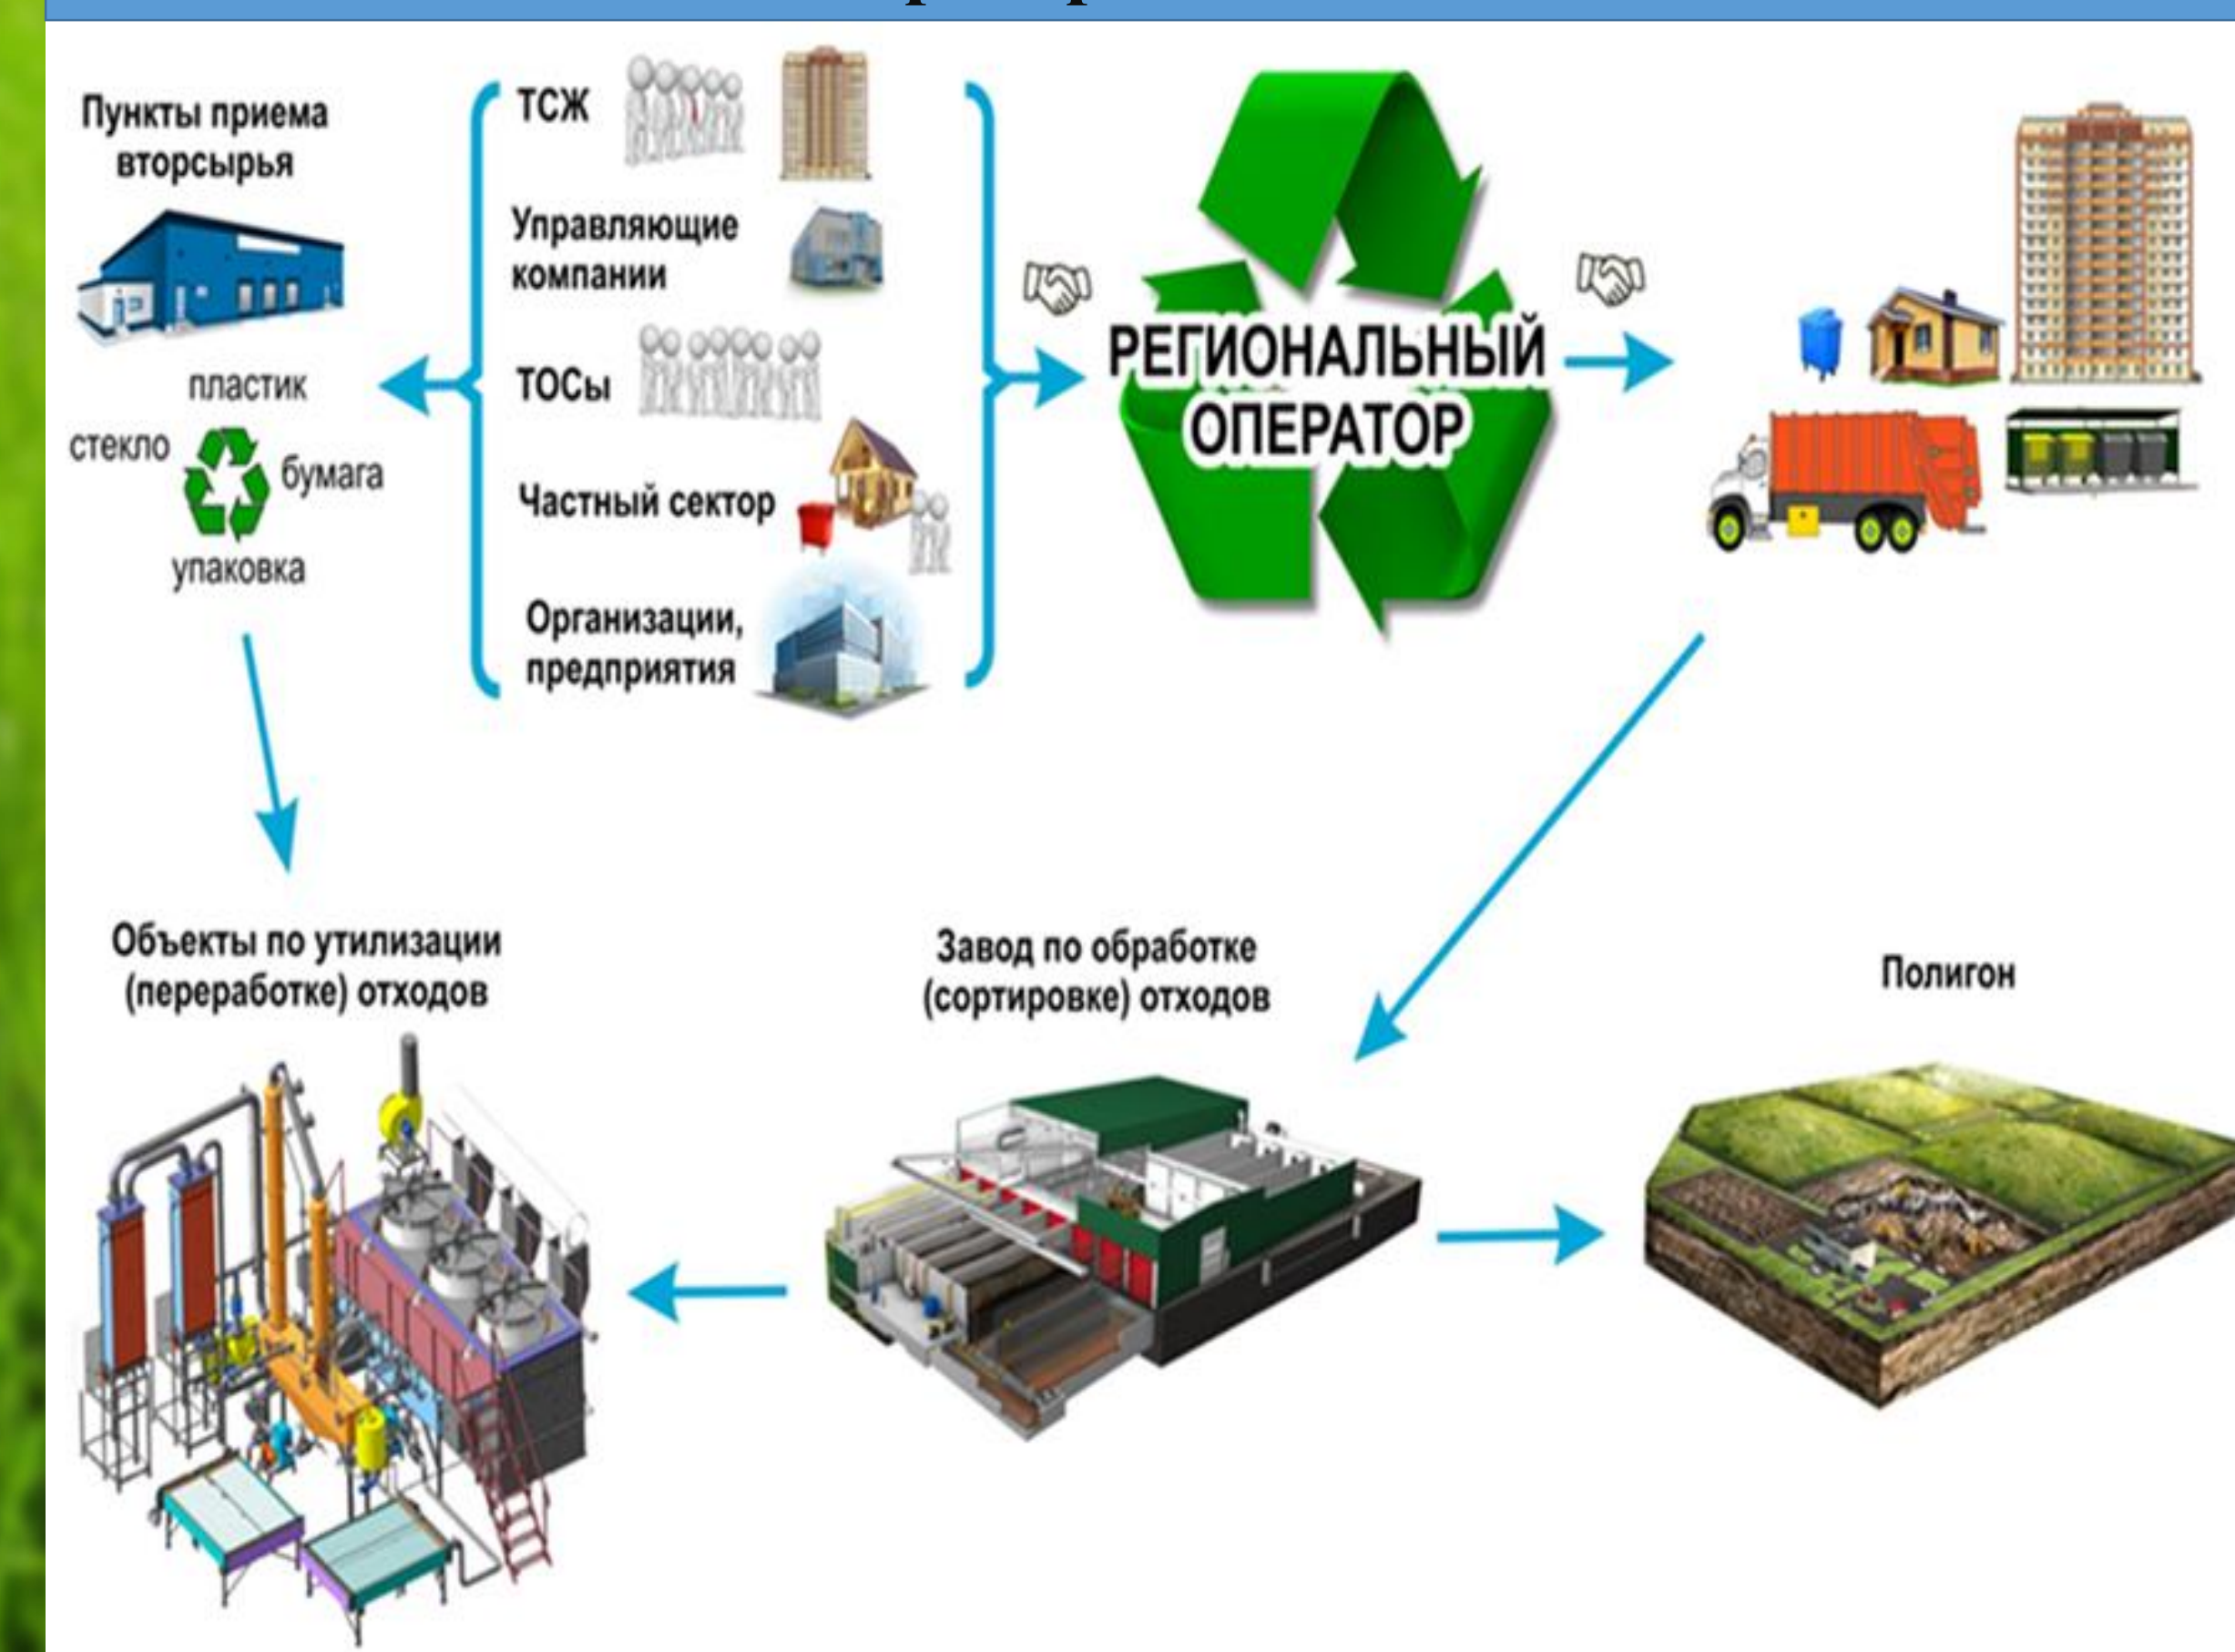 Пункты приема
вторсырья
пластик
стекло
бумага
упаковка
ТСЖ
Управляющие
компании
ТОСы
Частный сектор
Организации,
предприятия
РЕГИОНАЛЬНЫЙ
ОПЕРАТОР
Объекты по утилизации
(переработке) отходов
Завод по обработке
(сортировке) отходов
Полигон